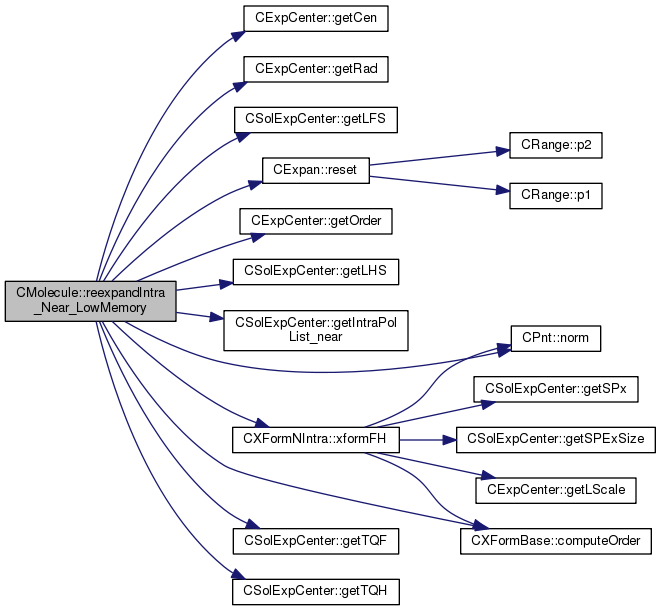 CExpCenter::getCen
CExpCenter::getRad
CSolExpCenter::getLFS
CRange::p2
CExpan::reset
CRange::p1
CExpCenter::getOrder
CSolExpCenter::getLHS
CMolecule::reexpandIntra
_Near_LowMemory
CSolExpCenter::getIntraPol
List_near
CPnt::norm
CSolExpCenter::getSPx
CXFormNIntra::xformFH
CSolExpCenter::getSPExSize
CExpCenter::getLScale
CSolExpCenter::getTQF
CXFormBase::computeOrder
CSolExpCenter::getTQH